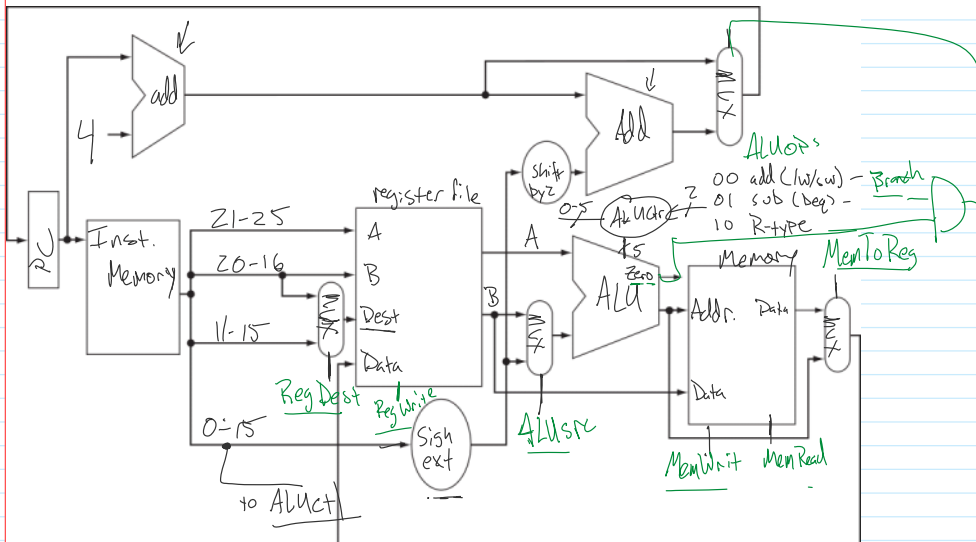 add
4
PC
Inst.
Memory
21-25
20-16
11-15
0-15
to ALUct
MUX
RegDest
register file
A
B
Dest
Data
RegWrite
Sign
ext
Shift
by 2
Add
MUX
ALUops
00 add (lw/sw) -
01 sub (beq) -
10 R-type
Branch
0-5
ALUctr
2
5
A
B
MUX
ALUsrc
Zero
ALU
Memory
Addr.
Data
Data
MemWrit
MemRead
MemToReg
MUX